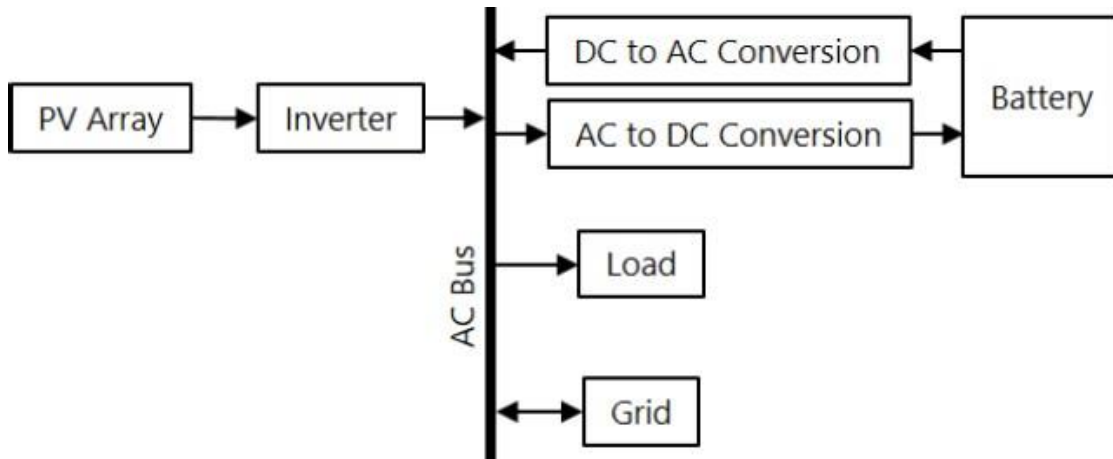 PV Array
Inverter
DC to AC Conversion
AC to DC Conversion
Battery
AC Bus
Load
Grid